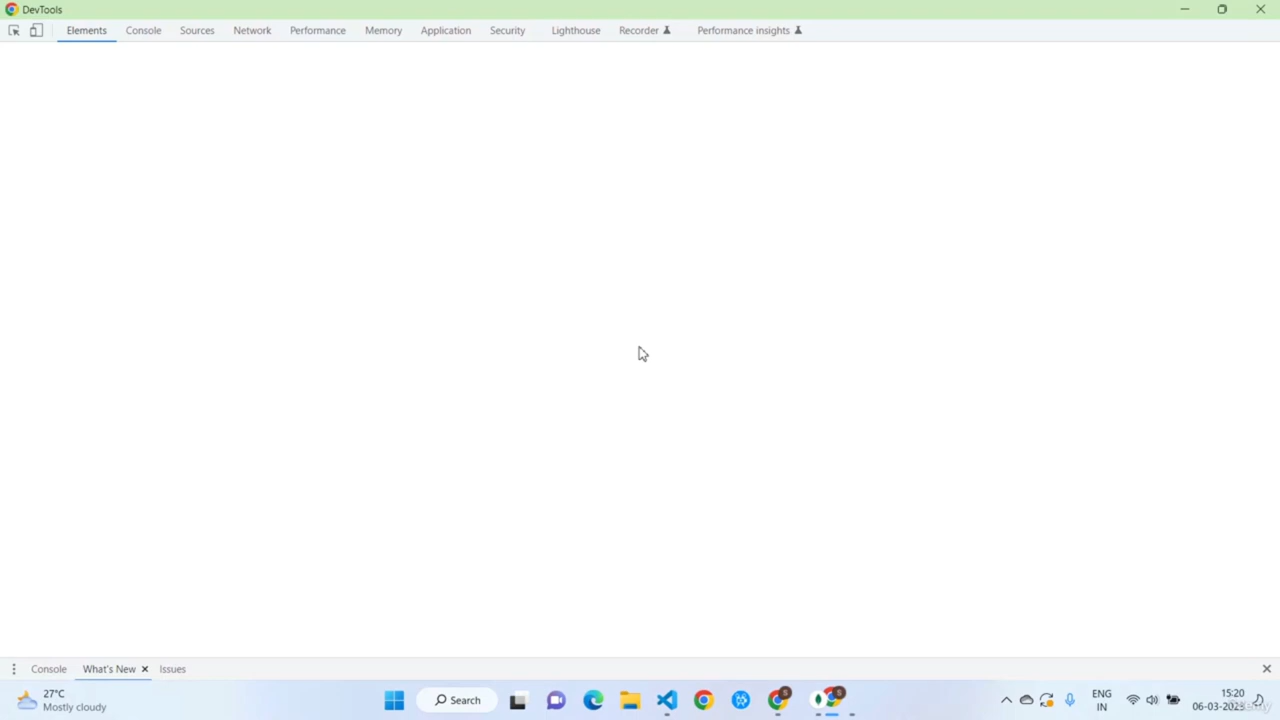 DevTools
Elements Console Sources Network Performance Memory Application Security Lighthouse Recorder Performance insights
Console What's New Issues
27°C
Mostly cloudy
Search
ENG
IN
15:20
06-03-2023
S
S